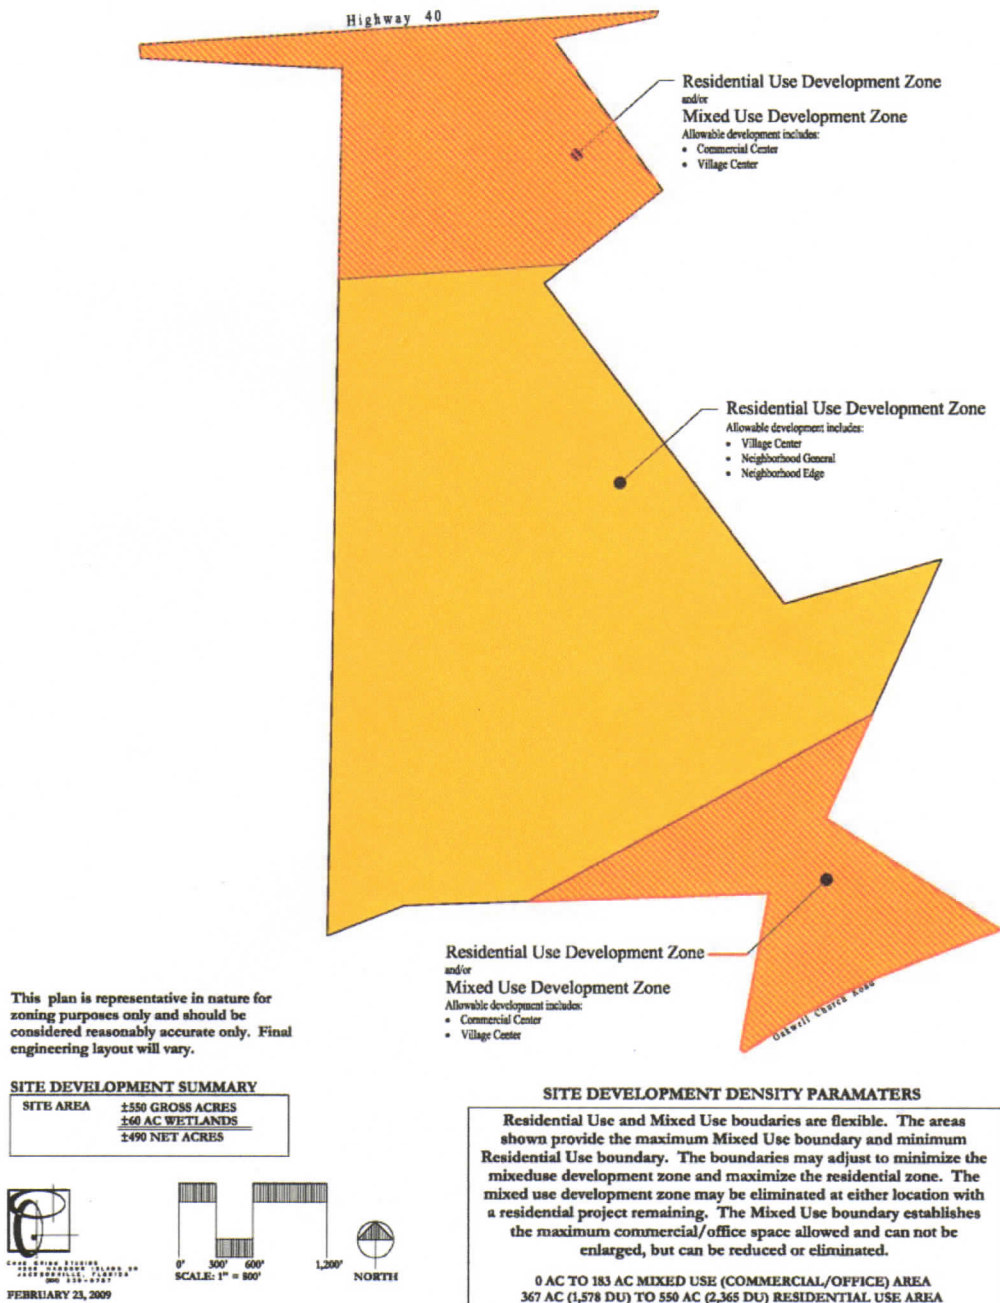 Highway 40
Residential Use Development Zone
and/or
Mixed Use Development Zone
Allowable development includes:
• Commercial Center
• Village Center
Residential Use Development Zone
Allowable development includes:
• Village Center
• Neighborhood General
• Neighborhood Edge
Residential Use Development Zone
and/or
Mixed Use Development Zone
Allowable development includes:
• Commercial Center
• Village Center
Oakwell Church Road
This plan is representative in nature for
zoning purposes only and should be
considered reasonably accurate only. Final
engineering layout will vary.
SITE DEVELOPMENT SUMMARY
SITE AREA ±550 GROSS ACRES
±60 AC WETLANDS
±490 NET ACRES
JACKSONVILLE, FLORIDA
FEBRUARY 23, 2009
0' 300' 600' 1,200'
SCALE: 1" = 800'
NORTH
SITE DEVELOPMENT DENSITY PARAMATERS
Residential Use and Mixed Use boudaries are flexible. The areas
shown provide the maximum Mixed Use boundary and minimum
Residential Use boundary. The boundaries may adjust to minimize the
mixeduse development zone and maximize the residential zone. The
mixed use development zone may be eliminated at either location with
a residential project remaining. The Mixed Use boundary establishes
the maximum commercial/office space allowed and can not be
enlarged, but can be reduced or eliminated.
0 AC TO 183 AC MIXED USE (COMMERCIAL/OFFICE) AREA
367 AC (1,578 DU) TO 550 AC (2,365 DU) RESIDENTIAL USE AREA